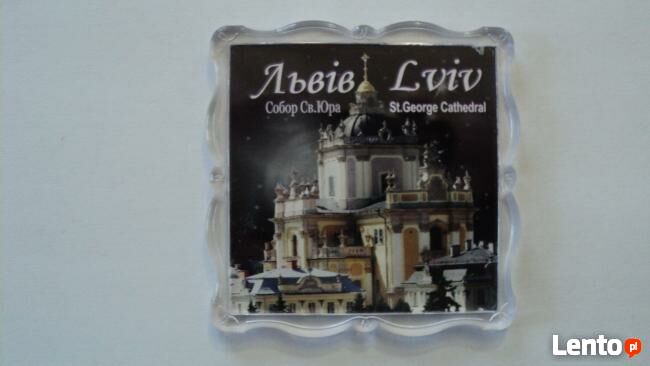 Львів Lviv
Собор Св.Юра St.George Cathedral
Lento pl